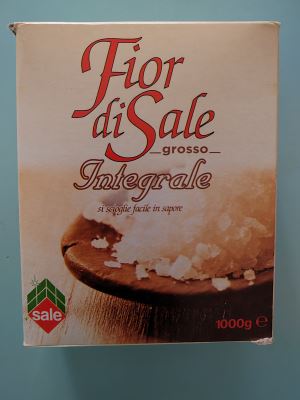 Fior
di Sale
grosso
Integrale
si scioglie facile in sapore
1000g ℮
sale